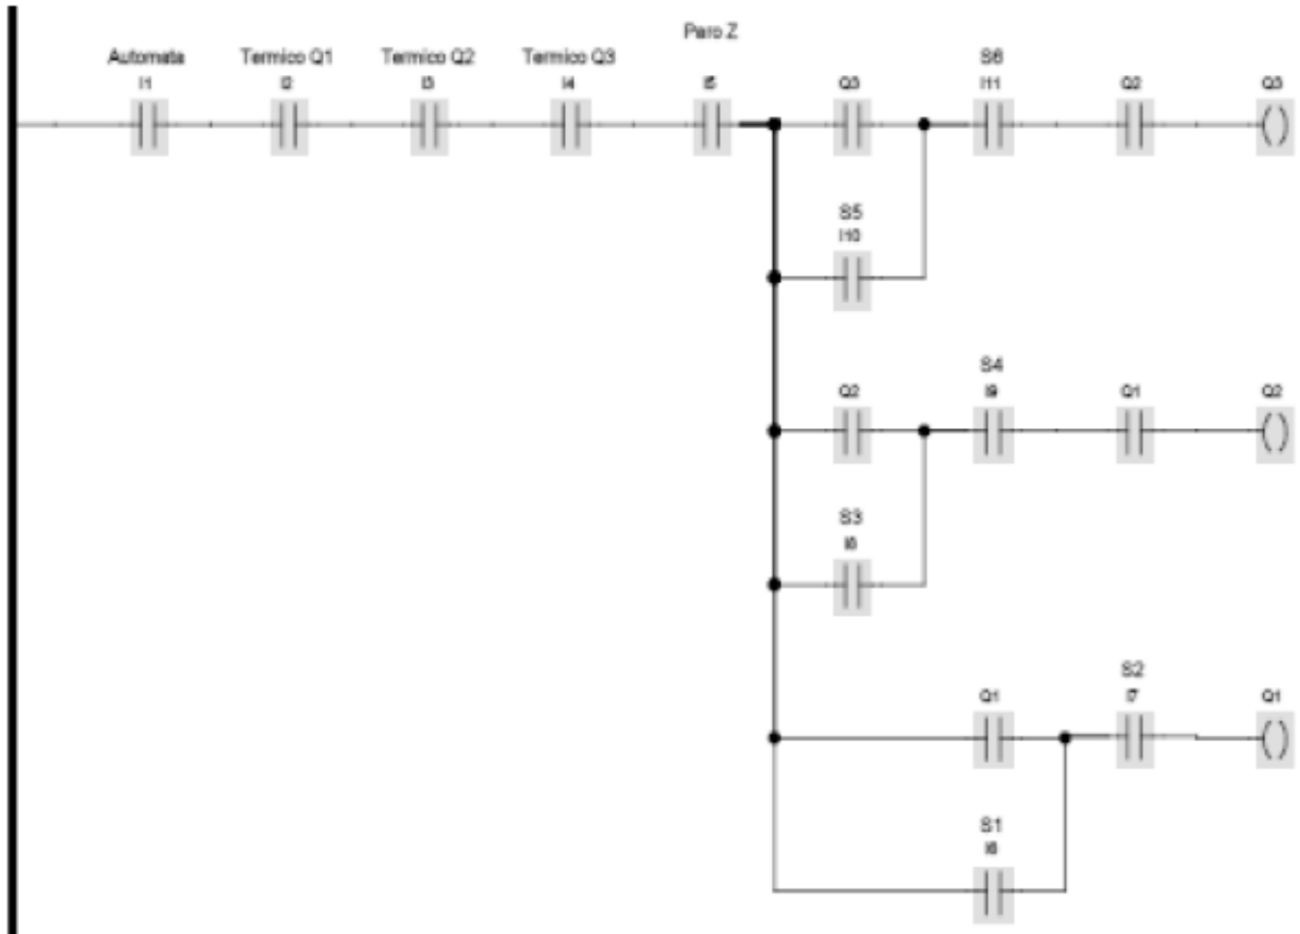 Paro Z
Automata Termico Q1 Termico Q2 Termico Q3 S6
I1 I2 I3 I4 I5 Q3 I11 Q2 Q3
S5
I10
S4
Q2 I9 Q1 Q2
S3
I8
S2
Q1 I7 Q1
S1
I6